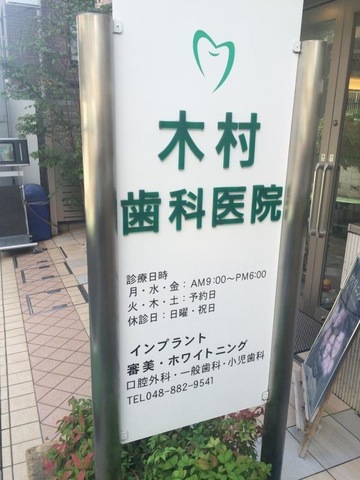 木村
歯科医院
診療日時
月・水・金：AM9:00～PM6:00
火・木・土：予約日
休診日：日曜・祝日
インプラント
審美・ホワイトニング
口腔外科・一般歯科・小児歯科
TEL048-882-9541